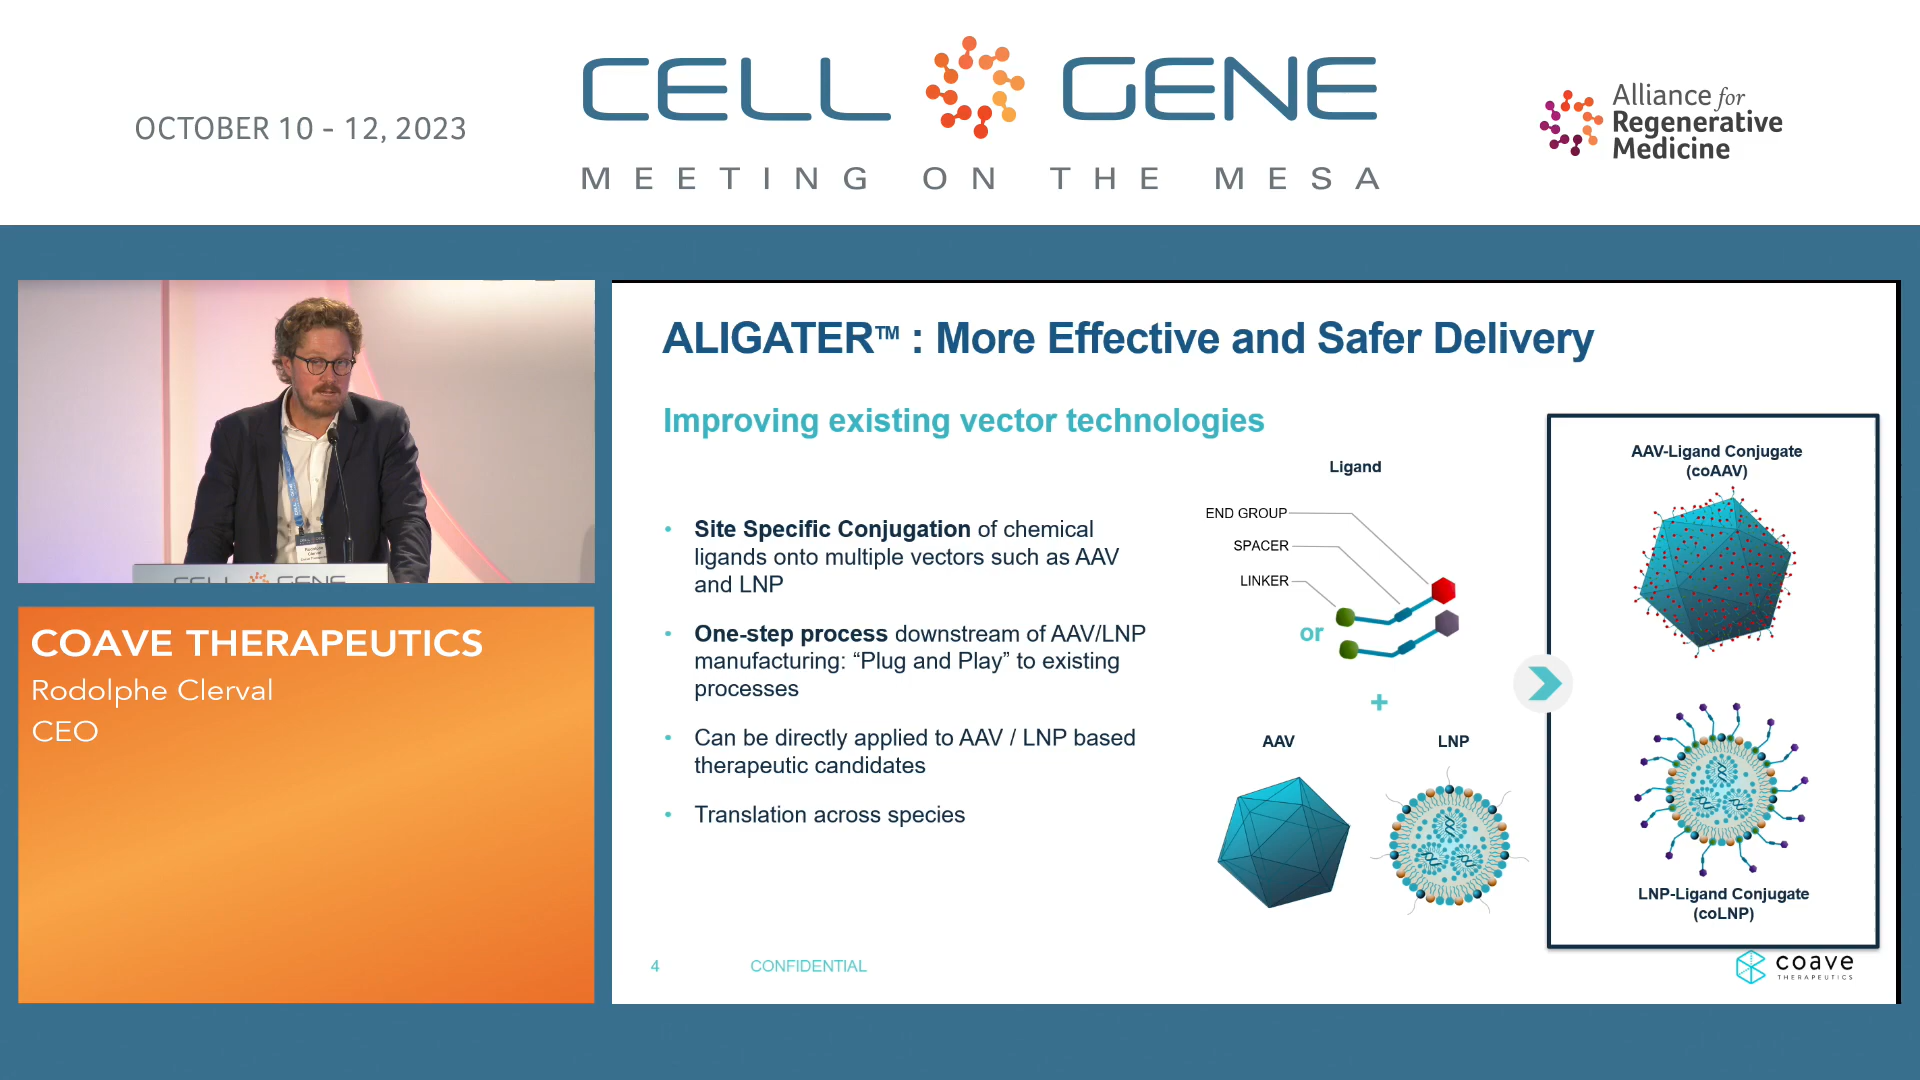 OCTOBER 10 - 12, 2023
CELL GENE
MEETING ON THE MESA
Alliance for
Regenerative
Medicine
CELL GENE
COAVE THERAPEUTICS
Rodolphe Clerval
CEO
ALIGATER™ : More Effective and Safer Delivery
Improving existing vector technologies
• Site Specific Conjugation of chemical
ligands onto multiple vectors such as AAV
and LNP
• One-step process downstream of AAV/LNP
manufacturing: “Plug and Play” to existing
processes
• Can be directly applied to AAV / LNP based
therapeutic candidates
• Translation across species
Ligand
END GROUP
SPACER
LINKER
or
+
AAV
LNP
AAV-Ligand Conjugate
(coAAV)
LNP-Ligand Conjugate
(coLNP)
4
CONFIDENTIAL
coave
THERAPEUTICS